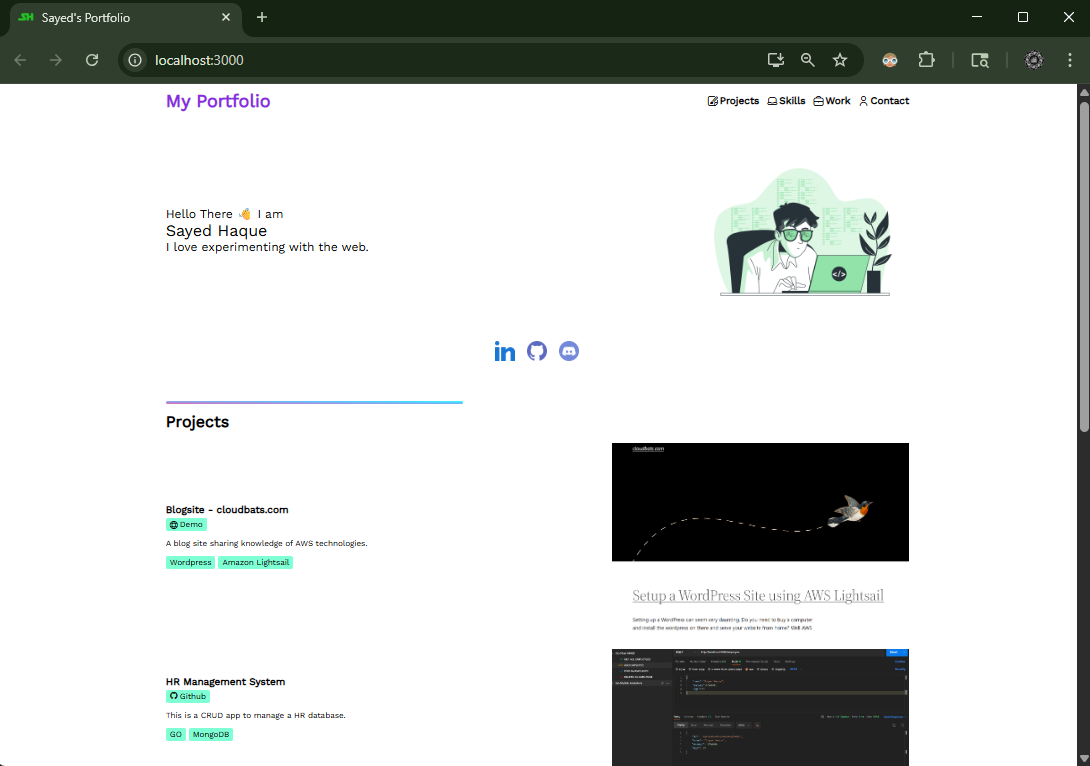 SH Sayed's Portfolio
localhost:3000
My Portfolio
Projects Skills Work Contact
Hello There 👋 I am
Sayed Haque
I love experimenting with the web.
</>
in
Projects
cloudbats.com
Blogsite - cloudbats.com
Demo
A blog site sharing knowledge of AWS technologies.
Wordpress Amazon Lightsail
Setup a WordPress Site using AWS Lightsail
Setting up a WordPress can seem very daunting. Do you need to buy a computer
and install the wordpress on there and serve your website from home? Well AWS
HR Management System
Github
This is a CRUD app to manage a HR database.
GO MongoDB